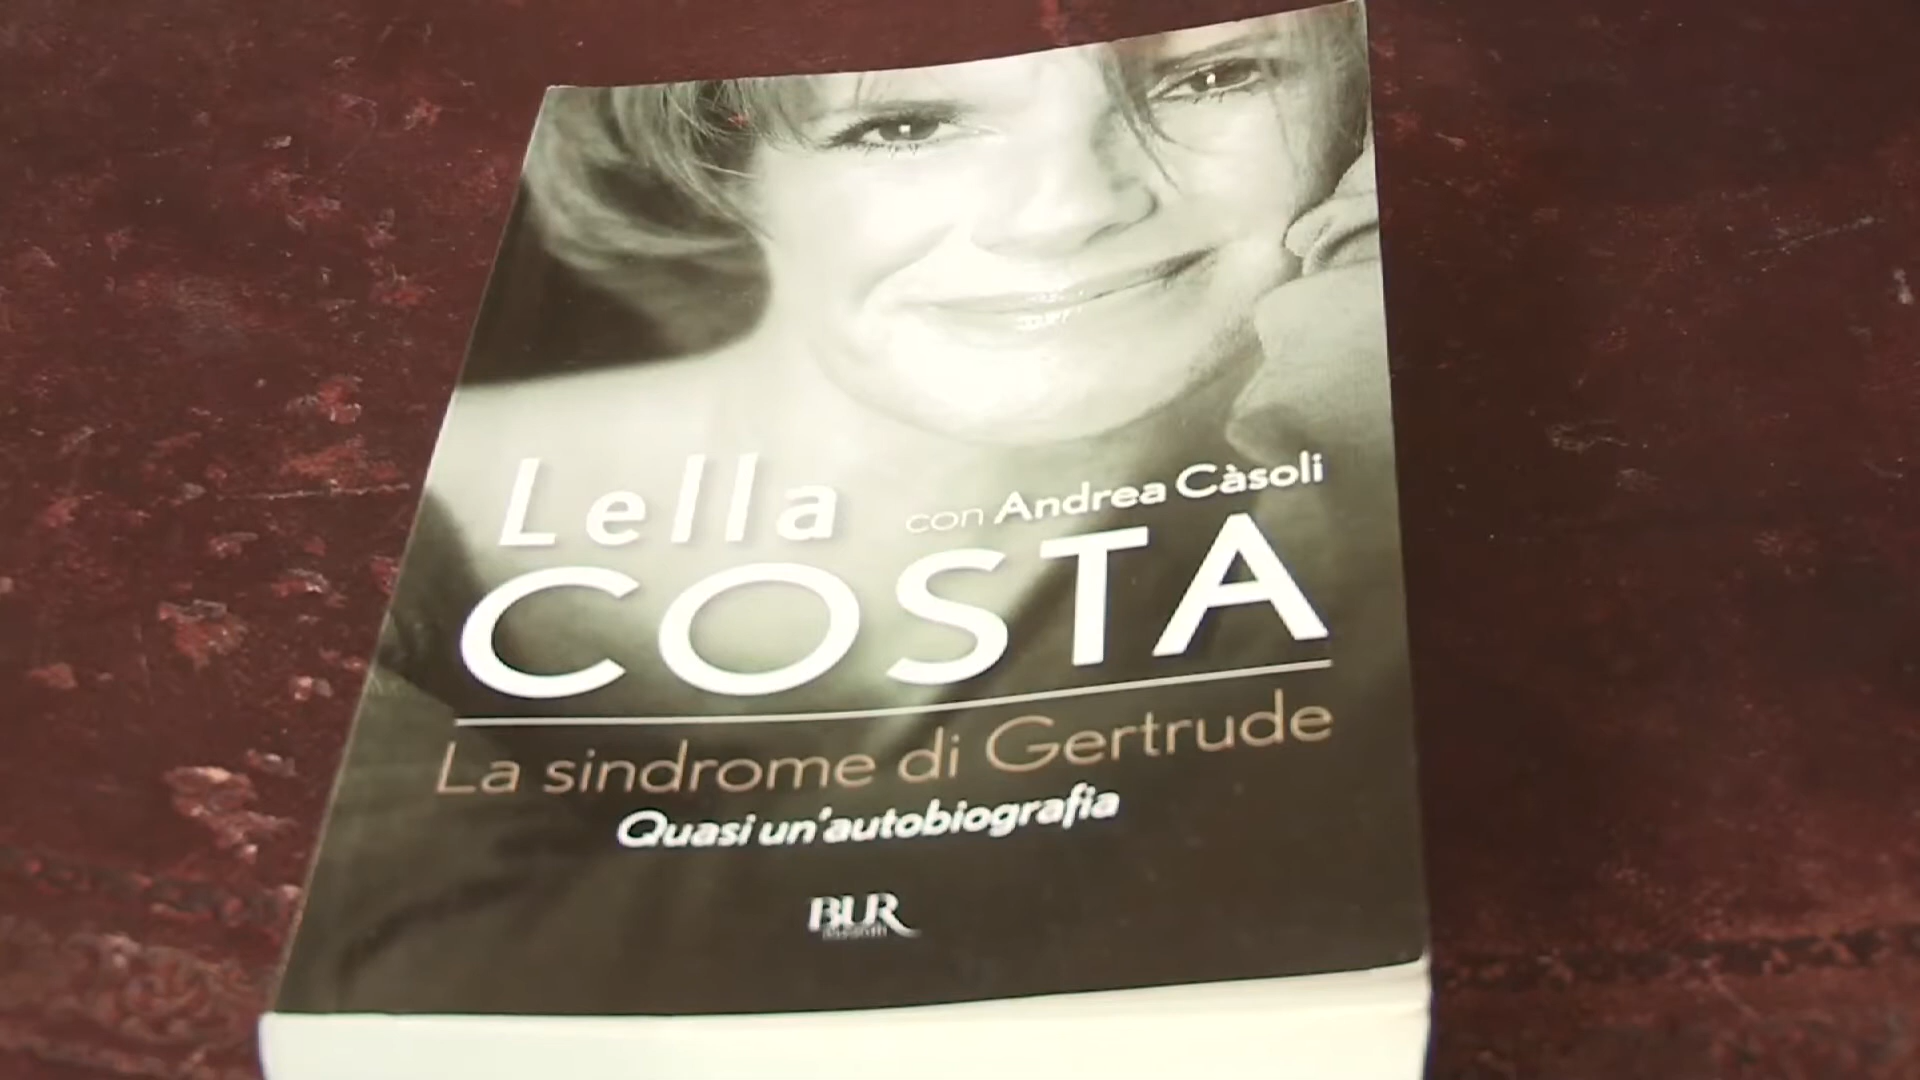 Lella
con Andrea Càsoli
COSTA
La sindrome di Gertrude
Quasi un'autobiografia
BUR